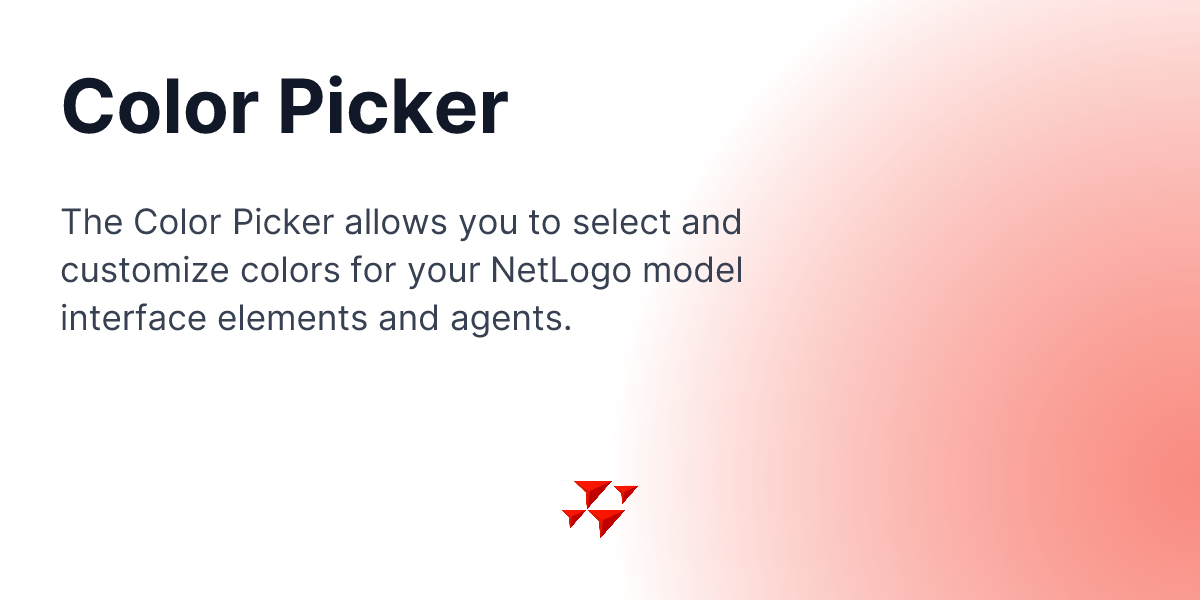 Color Picker
The Color Picker allows you to select and
customize colors for your NetLogo model
interface elements and agents.